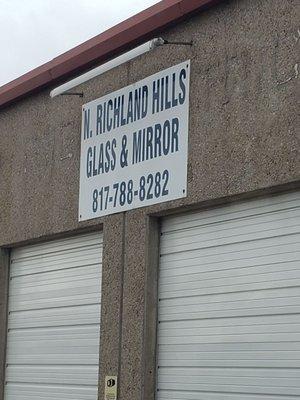 N. RICHLAND HILLS
GLASS & MIRROR
817-788-8282